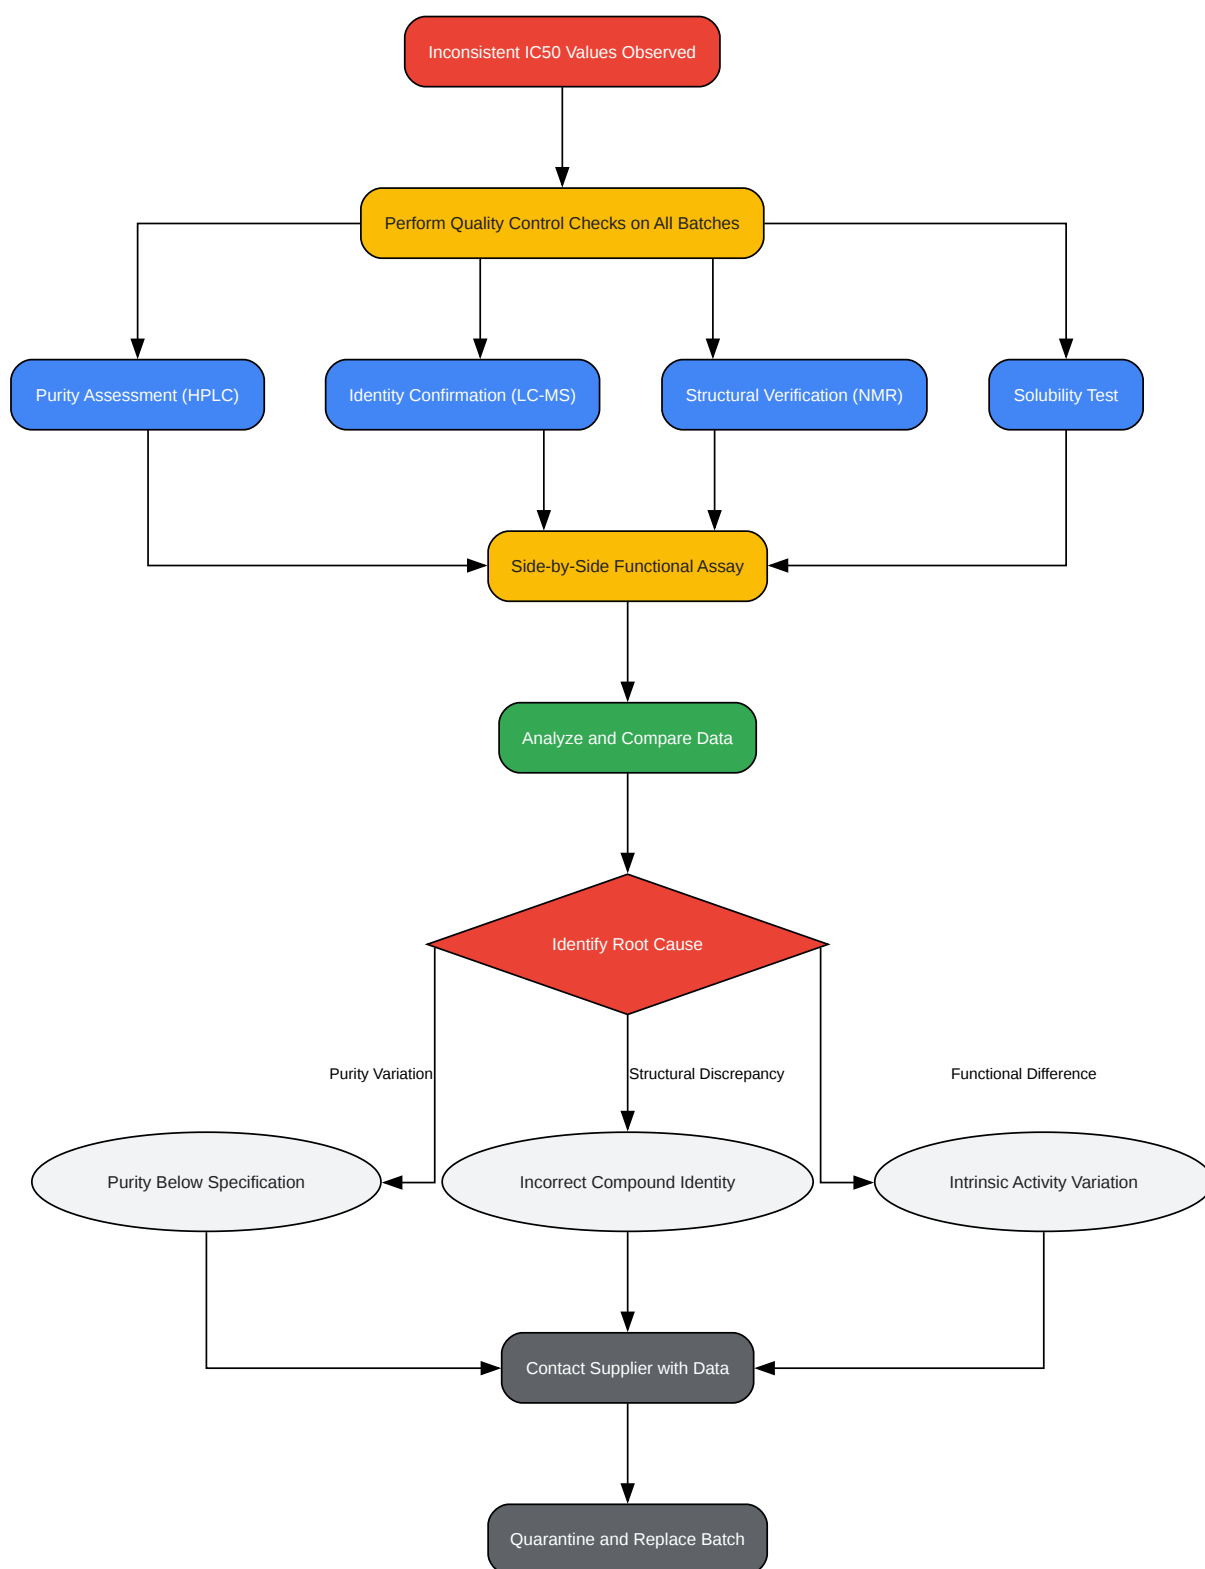 Inconsistent IC50 Values Observed
Perform Quality Control Checks on All Batches
Purity Assessment (HPLC)
Identity Confirmation (LC-MS)
Structural Verification (NMR)
Solubility Test
Side-by-Side Functional Assay
Analyze and Compare Data
Identify Root Cause
Purity Variation
Structural Discrepancy
Functional Difference
Purity Below Specification
Incorrect Compound Identity
Intrinsic Activity Variation
Contact Supplier with Data
Quarantine and Replace Batch